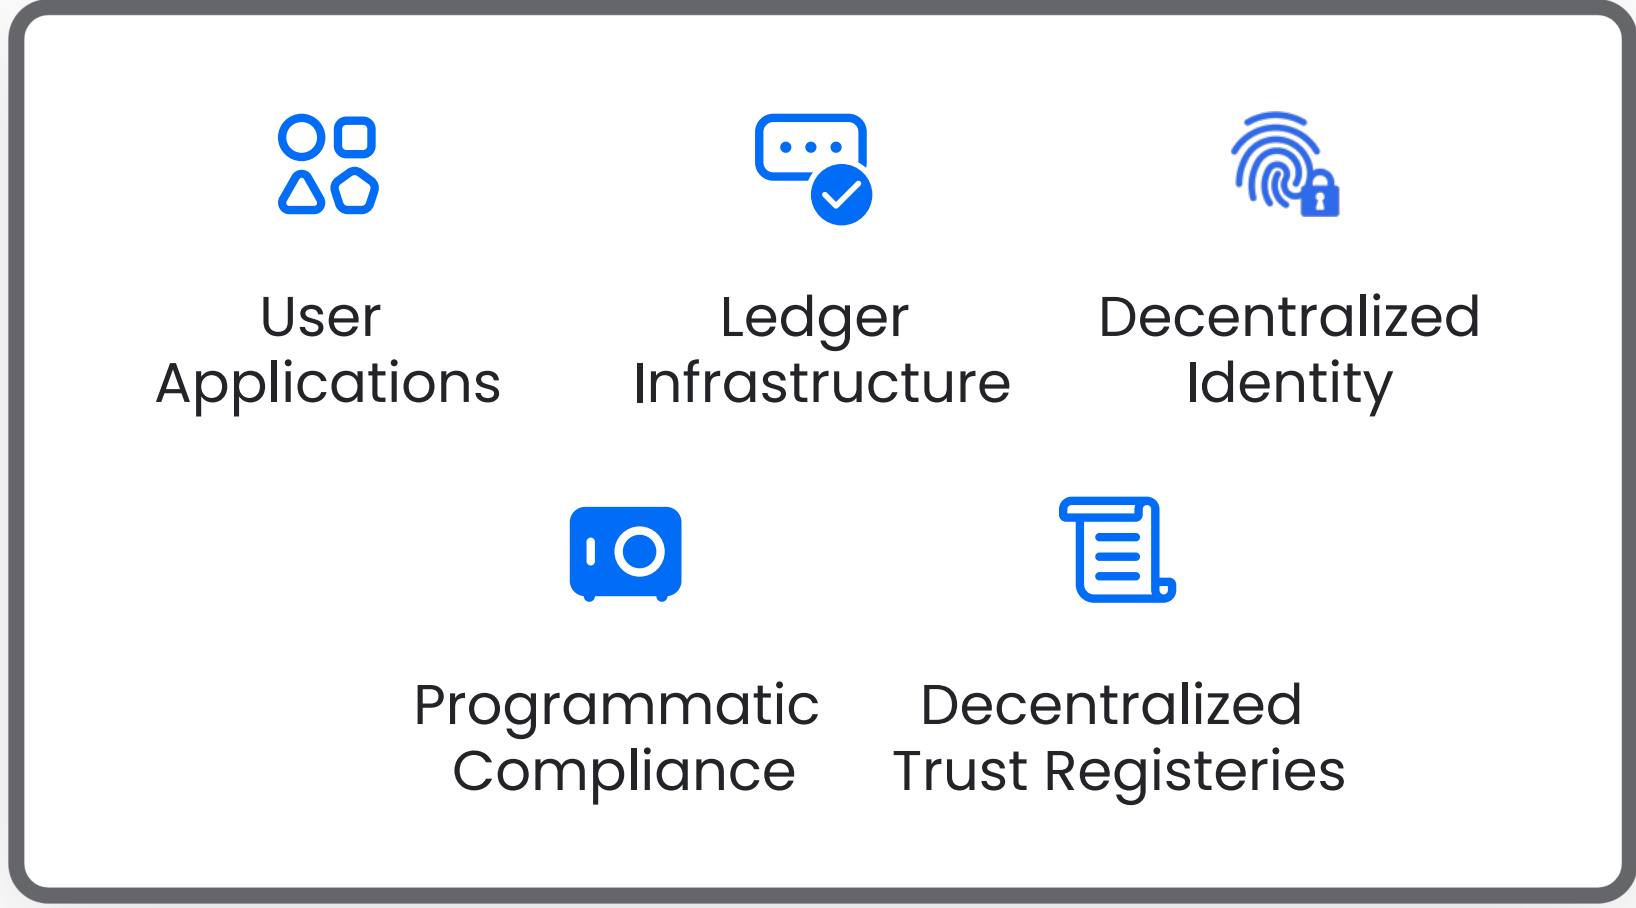 User
Applications
Ledger
Infrastructure
Decentralized
Identity
Programmatic
Compliance
Decentralized
Trust Registeries